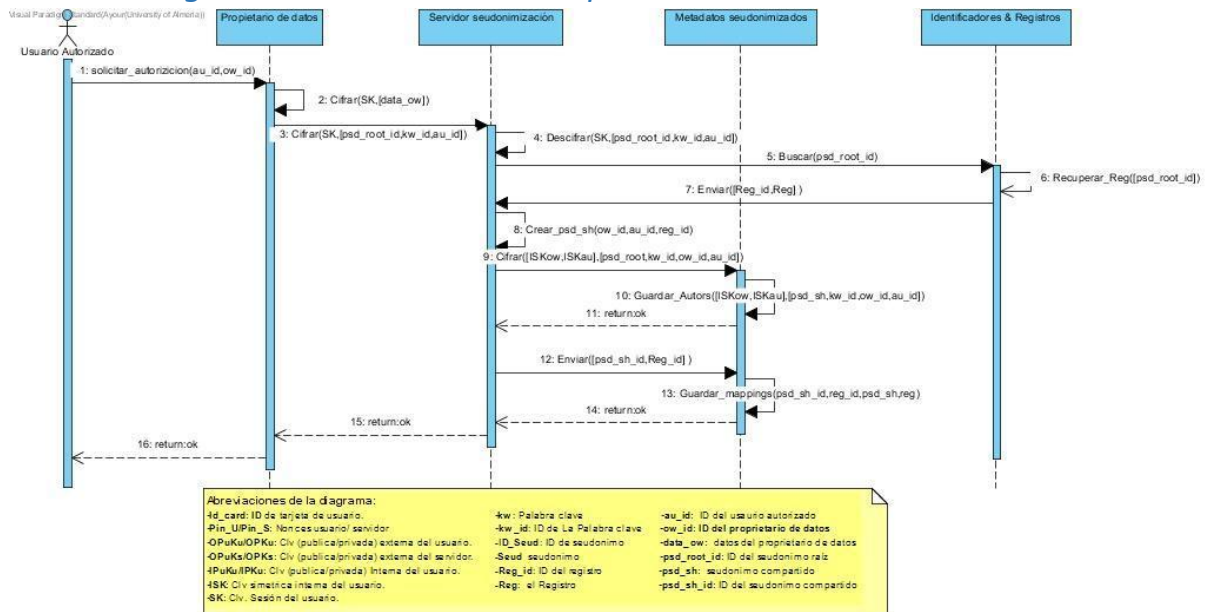 Visual Paradigm Standard(Ayour(University of Almeria))
Usuario Autorizado
Propietario de datos
Servidor seudonimización
Metadatos seudonimizados
Identificadores & Registros
1: solicitar_autorizicion(au_id,ow_id)
2: Cifrar(SK,[data_ow])
3: Cifrar(SK,[psd_root_id,kw_id,au_id])
4: Descifrar(SK,[psd_root_id,kw_id,au_id])
5: Buscar(psd_root_id)
6: Recuperar_Reg([psd_root_id])
7: Enviar([Reg_id,Reg] )
8: Crear_psd_sh(ow_id,au_id,reg_id)
9: Cifrar([ISKow,ISKau],[psd_root,kw_id,ow_id,au_id])
10: Guardar_Autors([ISKow,ISKau],[psd_sh,kw_id,ow_id,au_id])
11: return:ok
12: Enviar([psd_sh_id,Reg_id] )
13: Guardar_mappings(psd_sh_id,reg_id,psd_sh,reg)
14: return:ok
15: return:ok
16: return:ok
Abreviaciones de la diagrama:
-Id_card: ID de tarjeta de usuario.
-Pin_U/Pin_S: Nonces usuario/ servidor
-OPuKu/OPKu: Clv (publica/privada) externa del usuario.
-OPuKs/OPKs: Clv (publica/privada) externa del servidor.
-IPuKu/IPKu: Clv (publica/privada) Interna del usuario.
-ISK: Clv simetrica interna del usuario.
-SK: Clv. Sesión del usuario.
-kw: Palabra clave
-kw_id: ID de La Palabra clave
-ID_Seud: ID de seudonimo
-Seud seudonimo
-Reg_id: ID del registro
-Reg: el Registro
-au_id: ID del usaurio autorizado
-ow_id: ID del proprietario de datos
-data_ow: datos del proprietario de datos
-psd_root_id: ID del seudonimo raíz
-psd_sh: seudonimo compartido
-psd_sh_id: ID del seudonimo compartido